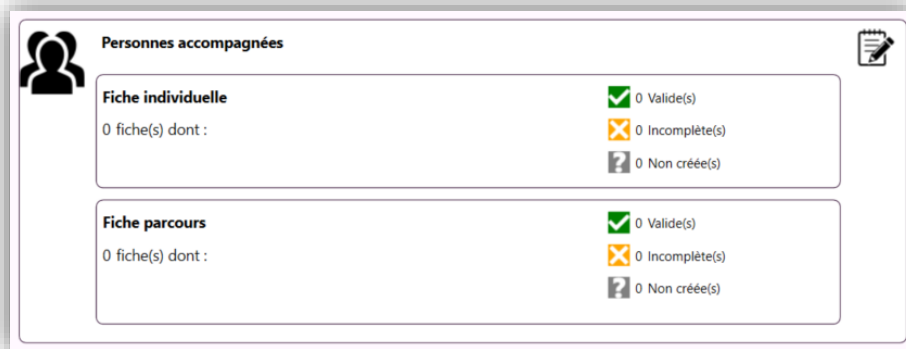 Personnes accompagnées
Fiche individuelle
0 fiche(s) dont :
0 Valide(s)
0 Incomplète(s)
0 Non créée(s)
Fiche parcours
0 fiche(s) dont :
0 Valide(s)
0 Incomplète(s)
0 Non créée(s)